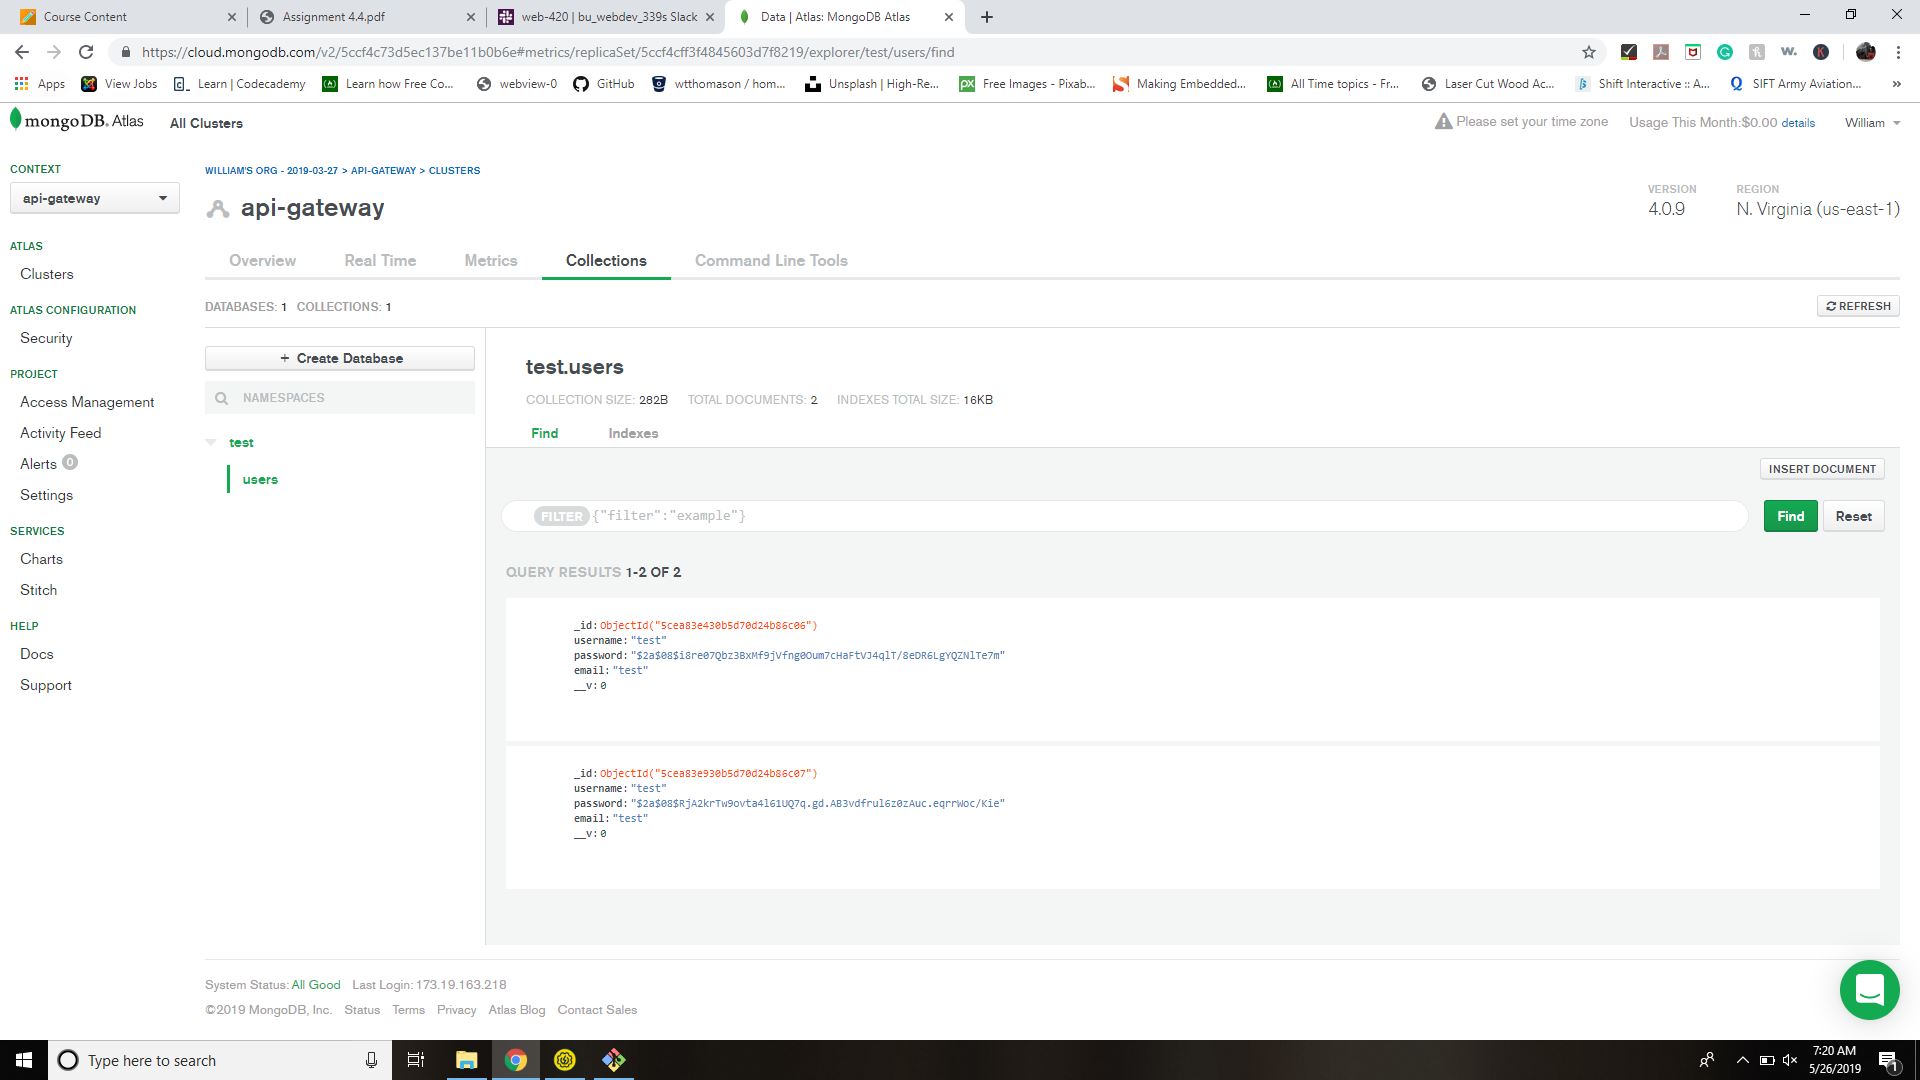 Course Content
Assignment 4.4.pdf
web-420 | bu_webdev_339s Slack
Data | Atlas: MongoDB Atlas
https://cloud.mongodb.com/v2/5ccf4c73d5ec137be11b0b6e#metrics/replicaSet/5ccf4cff3f4845603d7f8219/explorer/test/users/find
Apps
View Jobs
Learn | Codecademy
Learn how Free Co...
webview-0
GitHub
wtthomason / hom...
Unsplash | High-Re...
Free Images - Pixab...
Making Embedded...
All Time topics - Fr...
Laser Cut Wood Ac...
Shift Interactive :: A...
SIFT Army Aviation...
mongoDB. Atlas
All Clusters
Please set your time zone
Usage This Month:$0.00 details
William
CONTEXT
api-gateway
ATLAS
Clusters
ATLAS CONFIGURATION
Security
PROJECT
Access Management
Activity Feed
Alerts 0
Settings
SERVICES
Charts
Stitch
HELP
Docs
Support
WILLIAM'S ORG - 2019-03-27 > API-GATEWAY > CLUSTERS
api-gateway
VERSION
4.0.9
REGION
N. Virginia (us-east-1)
Overview
Real Time
Metrics
Collections
Command Line Tools
DATABASES: 1 COLLECTIONS: 1
REFRESH
+ Create Database
NAMESPACES
test
users
test.users
COLLECTION SIZE: 282B TOTAL DOCUMENTS: 2 INDEXES TOTAL SIZE: 16KB
Find
Indexes
INSERT DOCUMENT
FILTER {"filter":"example"}
Find
Reset
QUERY RESULTS 1-2 OF 2
_id: ObjectId("5cea83e430b5d70d24b86c06")
username: "test"
password: "$2a$08$i8re07Qbz3BxMf9jVfng0Oum7cHaFtVJ4qlT/8eDR6LgYQZNlTe7m"
email: "test"
__v: 0
_id: ObjectId("5cea83e930b5d70d24b86c07")
username: "test"
password: "$2a$08$RjA2krTw9ovta4l61UQ7q.gd.AB3vdfrul6z0zAuc.eqrrWoc/Kie"
email: "test"
__v: 0
System Status: All Good Last Login: 173.19.163.218
©2019 MongoDB, Inc. Status Terms Privacy Atlas Blog Contact Sales
Type here to search
7:20 AM
5/26/2019
1